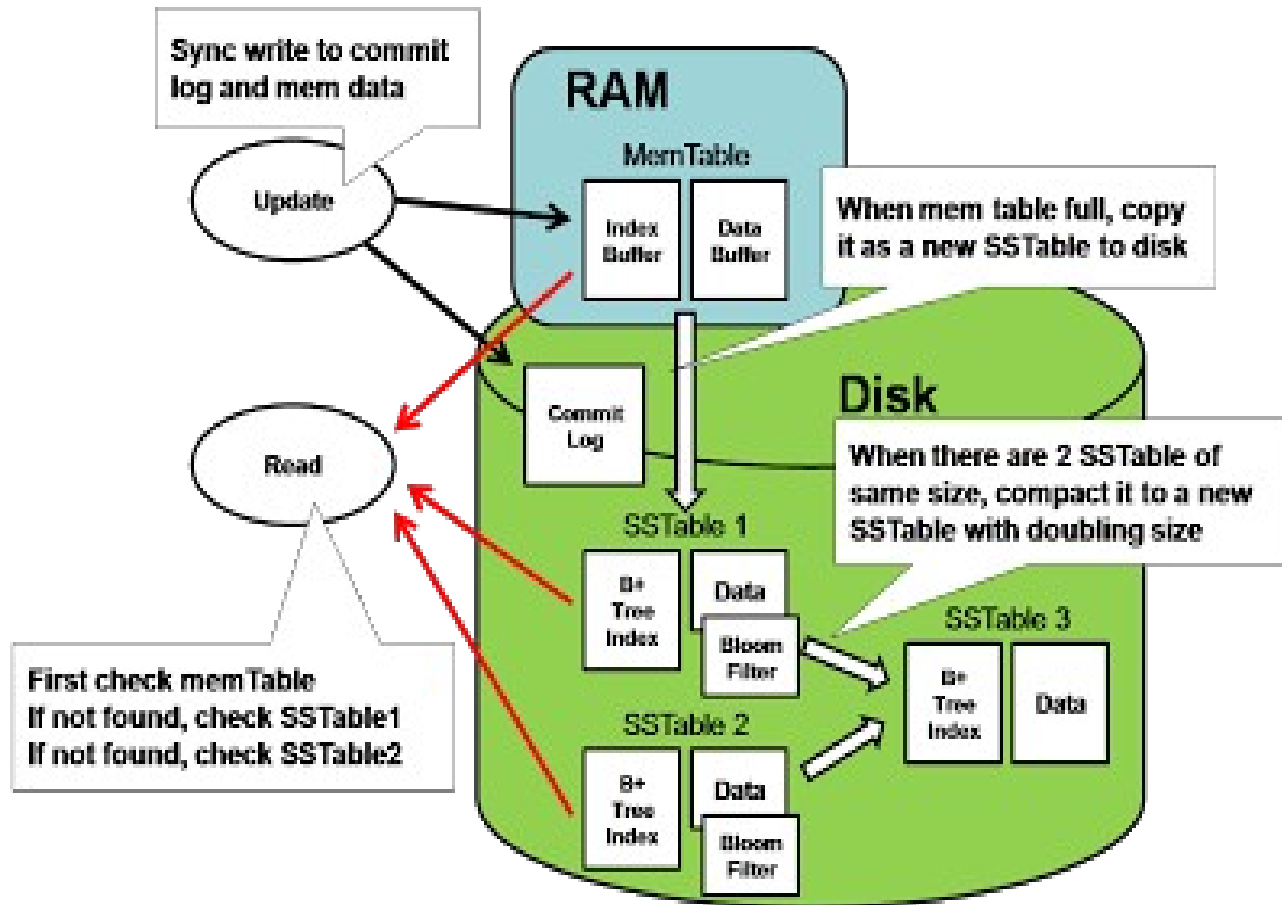 Sync write to commit
log and mem data
RAM
MemTable
Update
Index
Buffer
Data
Buffer
When mem table full, copy
it as a new SSTable to disk
Disk
Commit
Log
Read
When there are 2 SSTable of
same size, compact it to a new
SSTable with doubling size
SSTable 1
B+
Tree
Index
Data
Bloom
Filter
SSTable 3
B+
Tree
Index
Data
First check memTable
If not found, check SSTable1
If not found, check SSTable2
SSTable 2
B+
Tree
Index
Data
Bloom
Filter